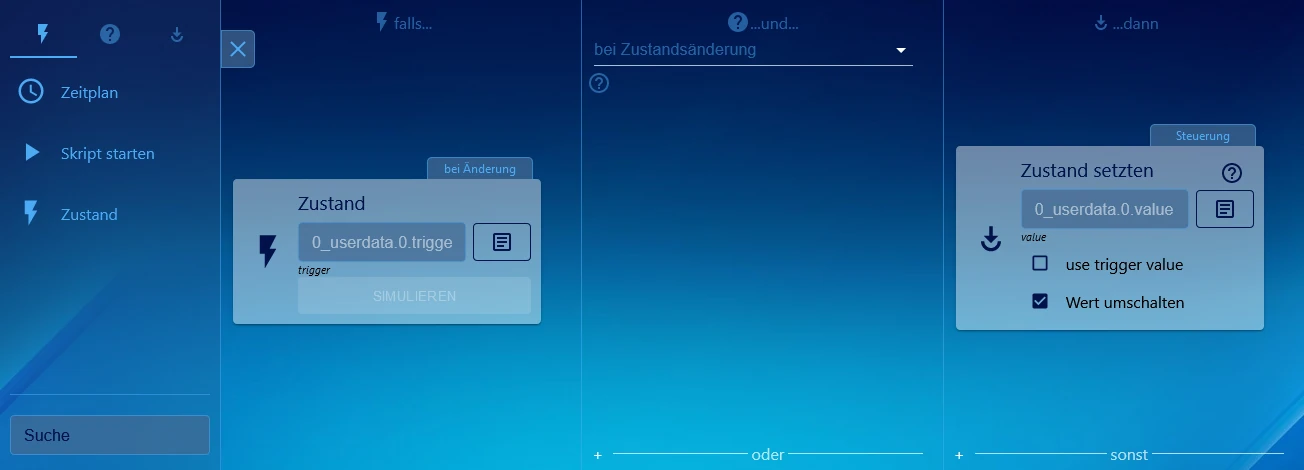 Zeitplan
Skript starten
Zustand
Suche
falls...
bei Änderung
Zustand
0_userdata.0.trigge
trigger
SIMULIEREN
...und...
bei Zustandsänderung
+ oder
...dann
Steuerung
Zustand setzten
0_userdata.0.value
value
use trigger value
Wert umschalten
+ sonst